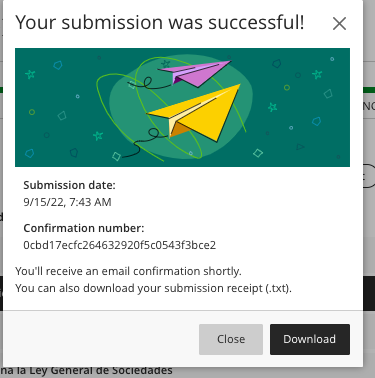 Your submission was successful!
Submission date:
9/15/22, 7:43 AM
Confirmation number:
0cbd17ecfc264632920f5c0543f3bce2
You'll receive an email confirmation shortly.
You can also download your submission receipt (.txt).
Close
Download
na la Ley General de Sociedades